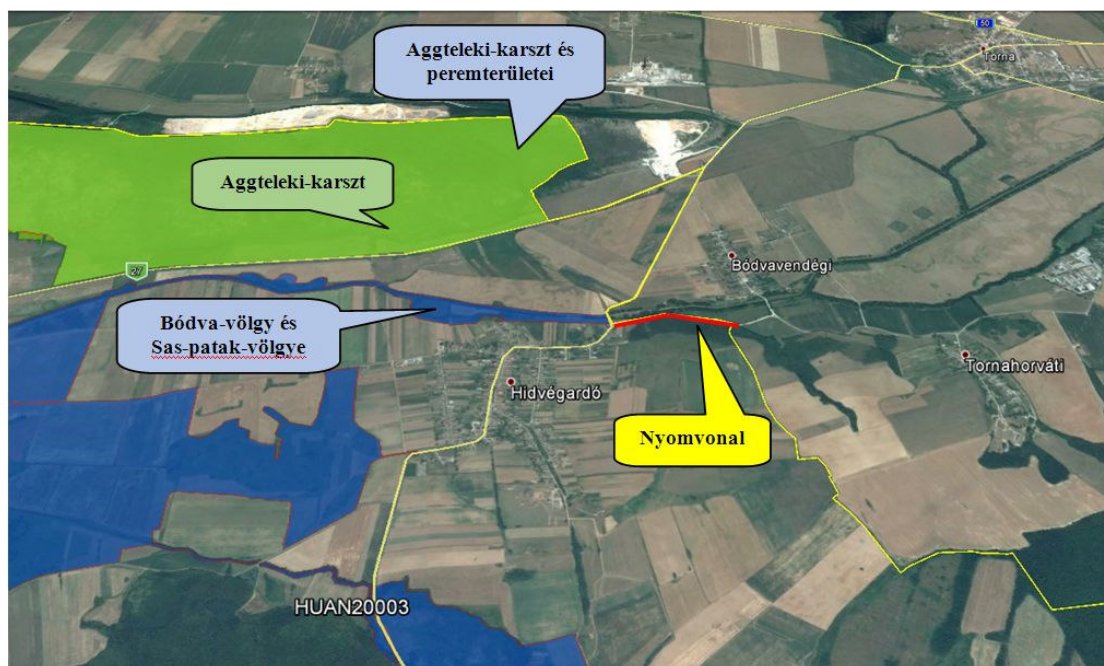 Aggteleki-karszt és
peremterületei
50
Torna
Aggteleki-karszt
Bódvavendégi
27
Bódva-völgy és
Sas-patak-völgye
Tornahorváti
Hidvégardó
Nyomvonal
HUAN20003